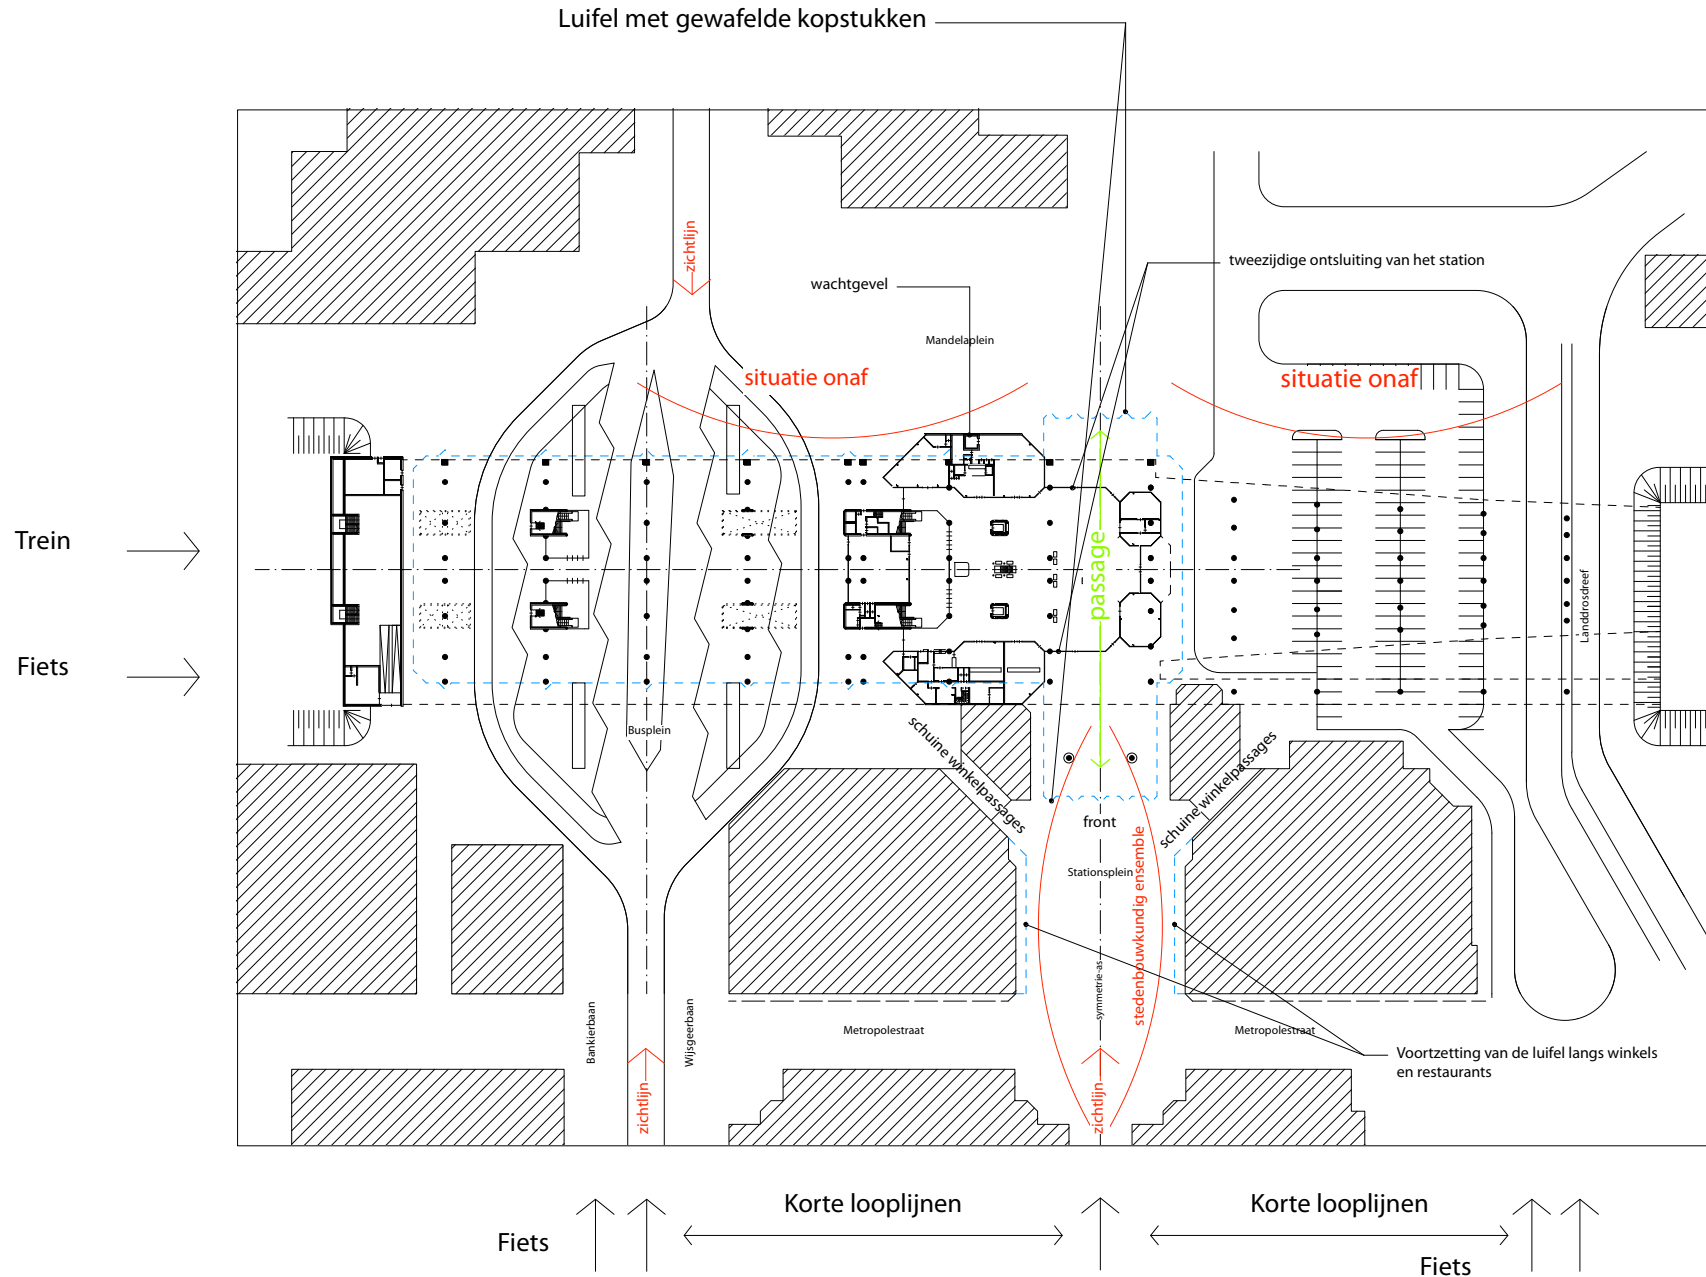 Luifel met gewafelde kopstukken
zichtlijn
tweezijdige ontsluiting van het station
wachtgevel
Mandelaplein
situatie onaf
situatie onaf
Trein
passage
Landdrosdreef
Fiets
Busplein
schuine winkelpassages
schuine winkelpassages
front
Stationsplein
stedenbouwkundig ensemble
symmetrie-as
Bankierbaan
Wijsgeerbaan
Metropolestraat
Metropolestraat
Voortzetting van de luifel langs winkels
en restaurants
zichtlijn
zichtlijn
Korte looplijnen
Korte looplijnen
Fiets
Fiets